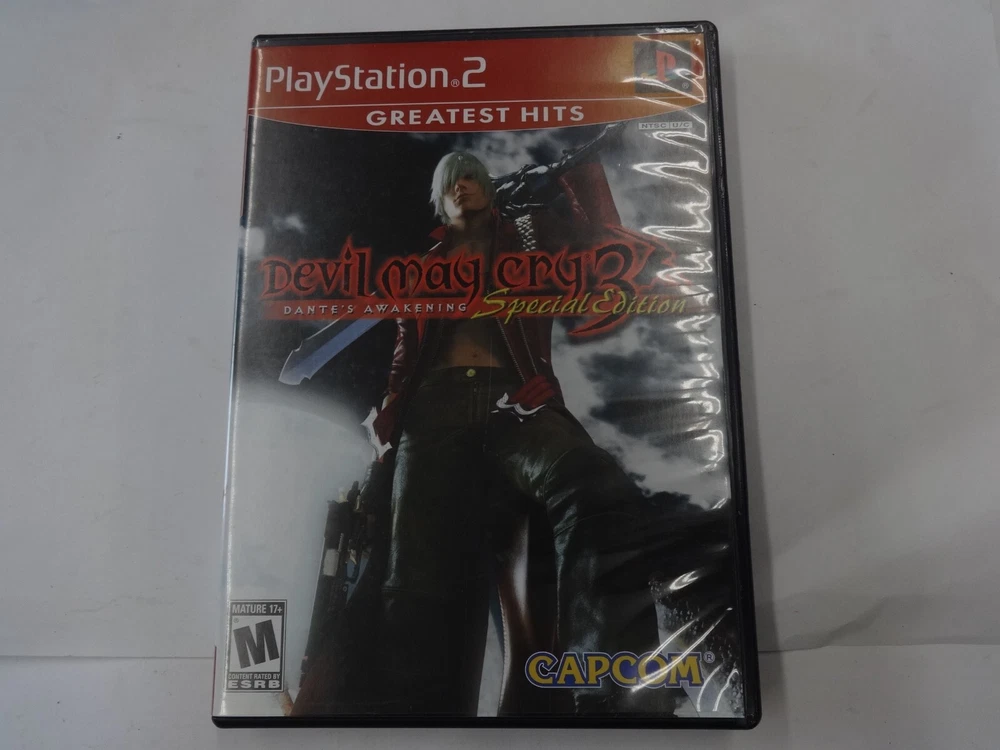 PlayStation®2
GREATEST HITS
NTSC U/C
Devil may cry 3
DANTE'S AWAKENING Special Edition
MATURE 17+
M
CONTENT RATED BY
ESRB
CAPCOM®